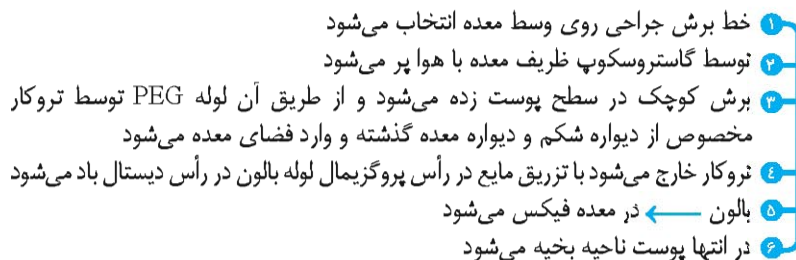 ۱ خط برش جراحی روی وسط معده انتخاب می‌شود
۲ توسط گاستروسکوپ ظریف معده با هوا پر می‌شود
۳ برش کوچک در سطح پوست زده می‌شود و از طریق آن لوله PEG توسط تروکار
مخصوص از دیواره شکم و دیواره معده گذشته و وارد فضای معده می‌شود
۴ تروکار خارج می‌شود با تزریق مایع در رأس پروگزیمال لوله بالون در رأس دیستال باد می‌شود
۵ بالون ← در معده فیکس می‌شود
۶ در انتها پوست ناحیه بخیه می‌شود